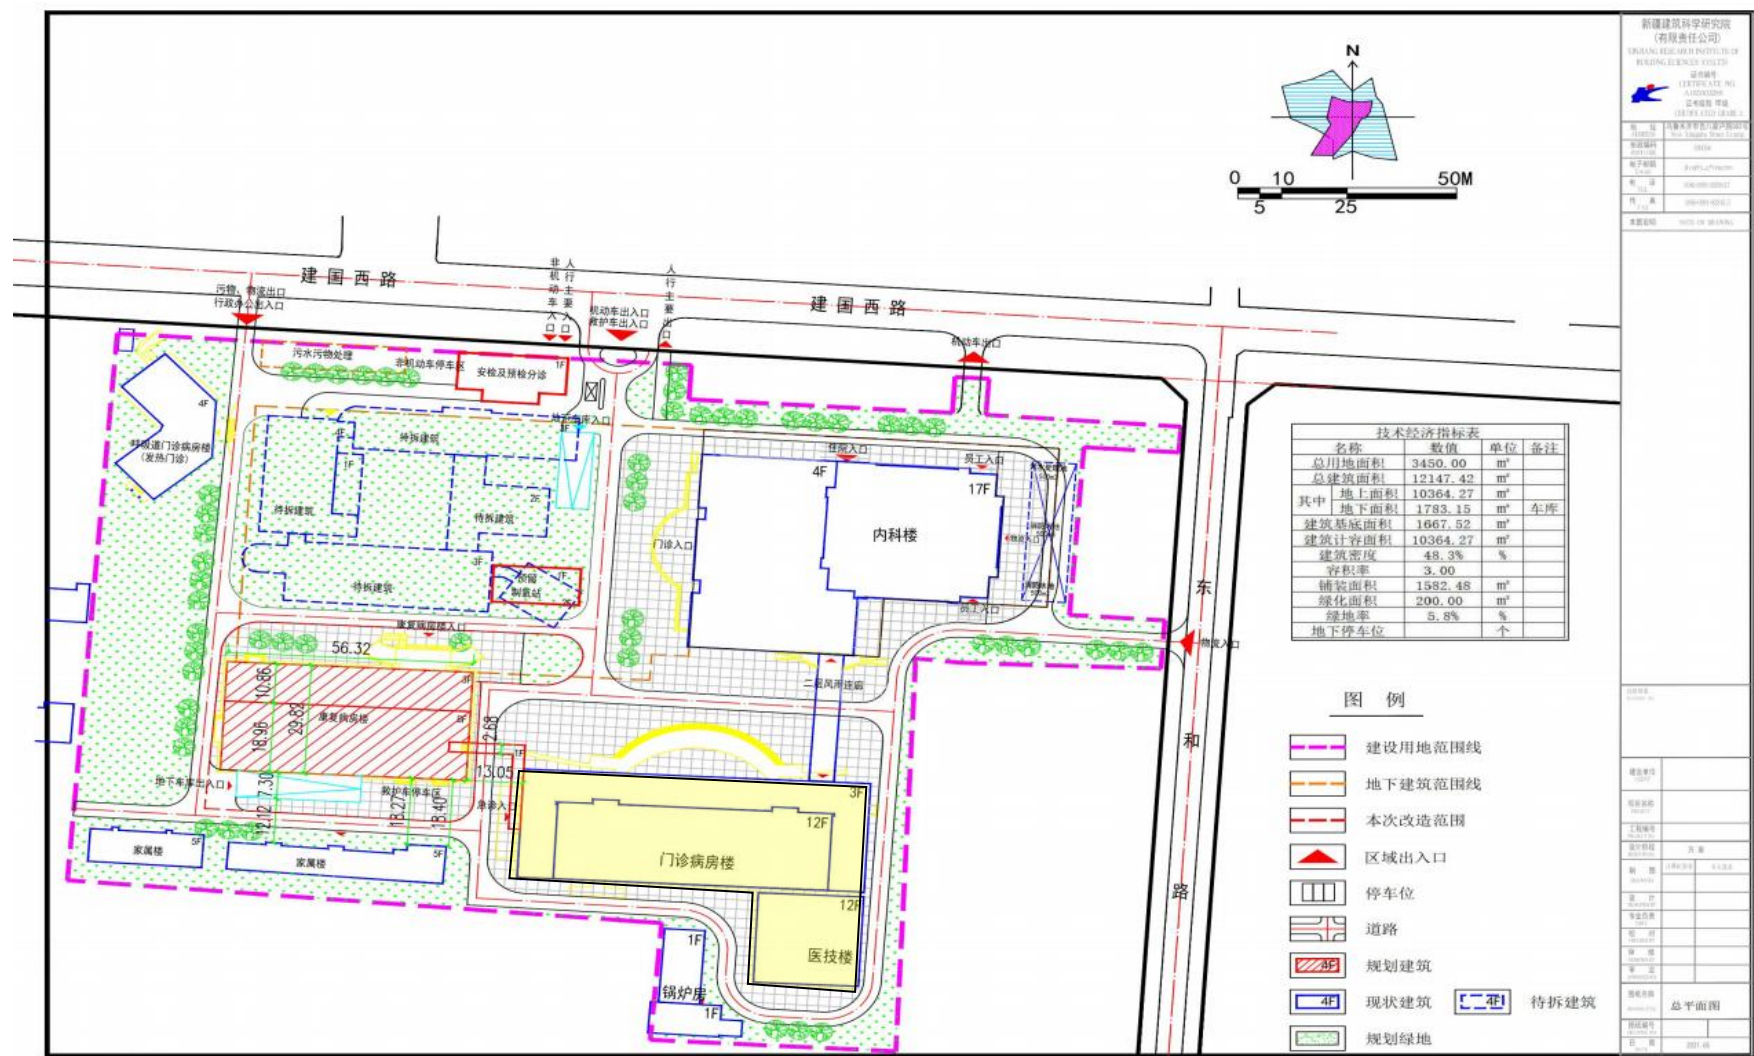 新疆建筑科学研究院
(有限责任公司)
证书编号
证书级别 甲级
N
0 10 50M
5 25
建国西路
建国西路
污物、物流出口
行政办公出入口
非机动车入口
人行主要入口
机动车出入口
救护车出入口
人行主要出口
机动车出口
污水污物处理
非机动车停车区
安检及预检分诊
1F
4F
呼吸道门诊病房楼
(发热门诊)
地下车库入口
4F
待拆建筑
1F
2F
待拆建筑
待拆建筑
3F
待拆建筑
制氧站
住院入口
员工入口
4F
17F
内科楼
门诊入口
物流入口
员工入口
康复病房楼入口
56.32
10.86
29.82
18.96
康复病房楼
2.68
1F
13.05
二层风雨连廊
地下车库出入口
7.30
12.12
救护车停车区
18.27
18.40
急诊入口
3F
12F
门诊病房楼
12F
医技楼
家属楼
5F
家属楼
5F
1F
锅炉房
1F
东和路
物流入口
技术经济指标表
名称 数值 单位 备注
总用地面积 3450.00 m²
总建筑面积 12147.42 m²
其中 地上面积 10364.27 m²
地下面积 1783.15 m² 车库
建筑基底面积 1667.52 m²
建筑计容面积 10364.27 m²
建筑密度 48.3% %
容积率 3.00
铺装面积 1582.48 m²
绿化面积 200.00 m²
绿地率 5.8% %
地下停车位 个
图 例
建设用地范围线
地下建筑范围线
本次改造范围
区域出入口
停车位
道路
4F 规划建筑
4F 现状建筑
4F 待拆建筑
规划绿地
总平面图